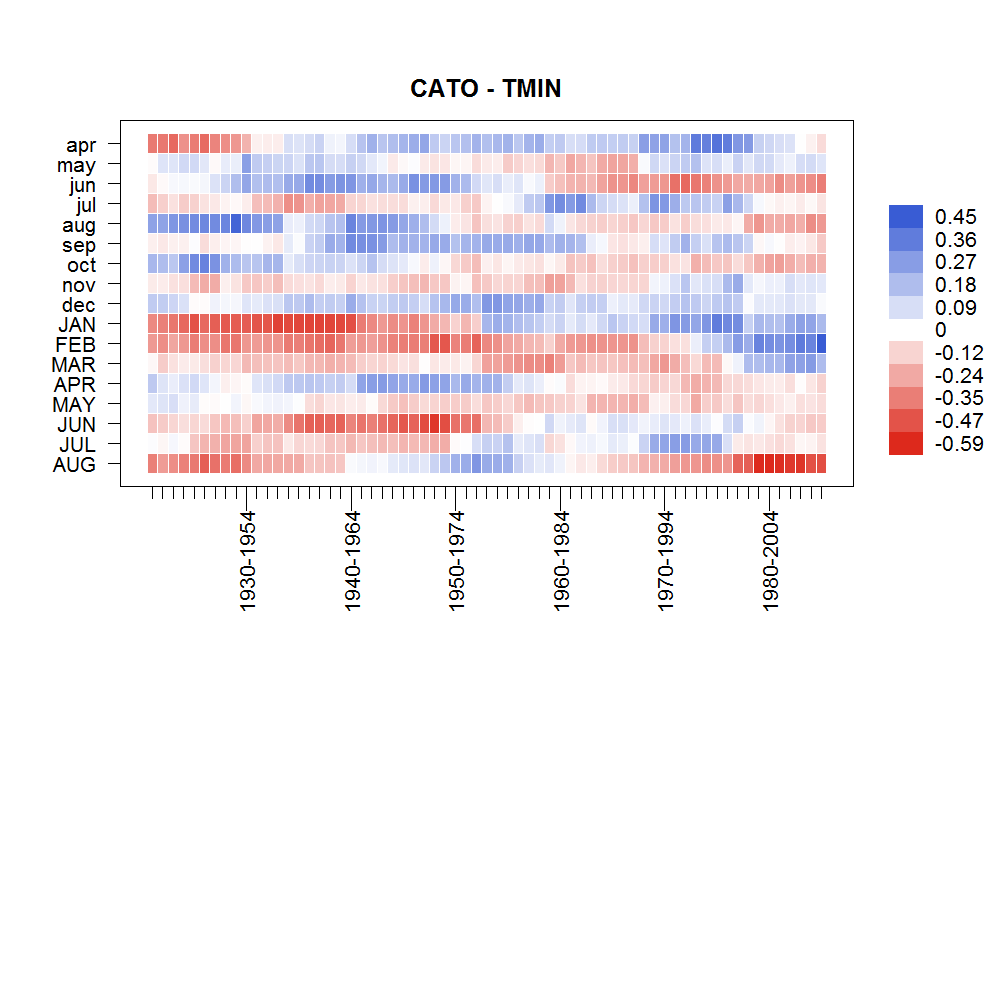 CATO - TMIN
apr
may
jun
jul
aug
sep
oct
nov
dec
JAN
FEB
MAR
APR
MAY
JUN
JUL
AUG
1930-1954
1940-1964
1950-1974
1960-1984
1970-1994
1980-2004
0.45
0.36
0.27
0.18
0.09
0
-0.12
-0.24
-0.35
-0.47
-0.59